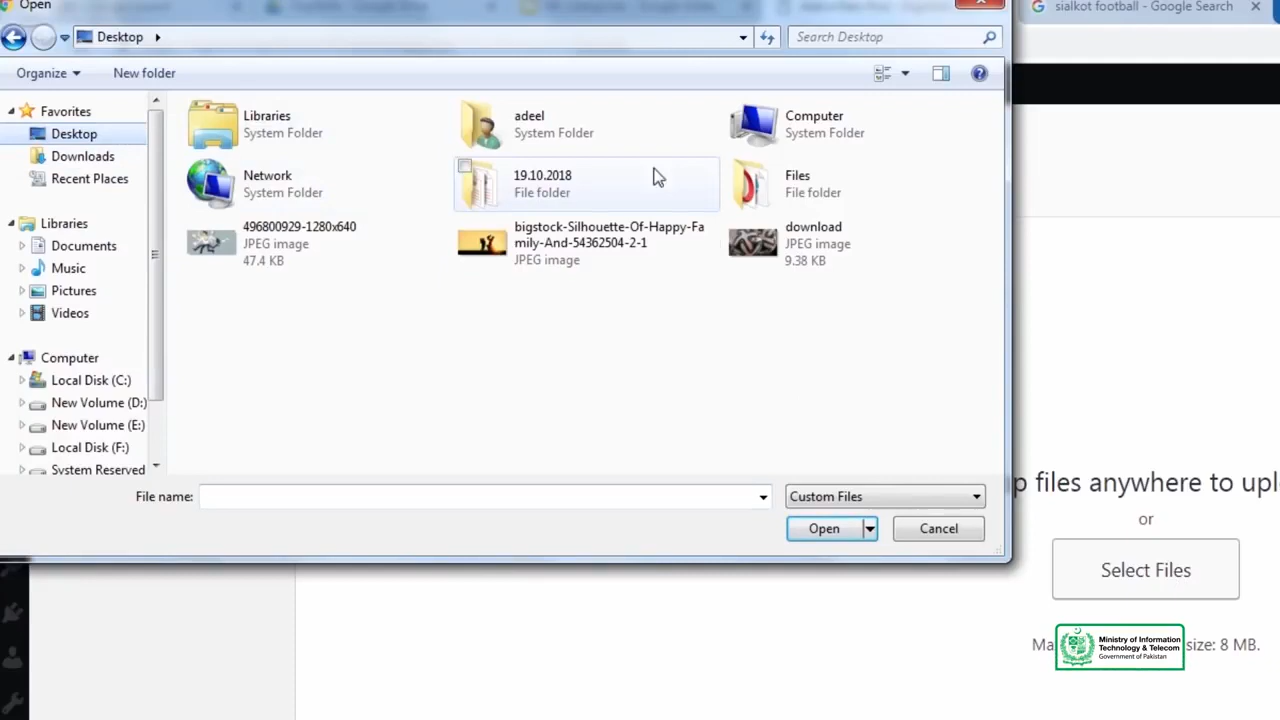 Open
sialkot football - Google Search
Desktop
Search Desktop
Organize
New folder
Favorites
Desktop
Downloads
Recent Places
Libraries
Documents
Music
Pictures
Videos
Computer
Local Disk (C:)
New Volume (D:)
New Volume (E:)
Local Disk (F:)
System Reserved
Libraries
System Folder
adeel
System Folder
Computer
System Folder
Network
System Folder
19.10.2018
File folder
Files
File folder
496800929-1280x640
JPEG image
47.4 KB
bigstock-Silhouette-Of-Happy-Fa
mily-And-54362504-2-1
JPEG image
download
JPEG image
9.38 KB
File name:
Custom Files
Open
Cancel
p files anywhere to upl
or
Select Files
Ma
size: 8 MB.
Ministry of Information
Technology & Telecom
Government of Pakistan